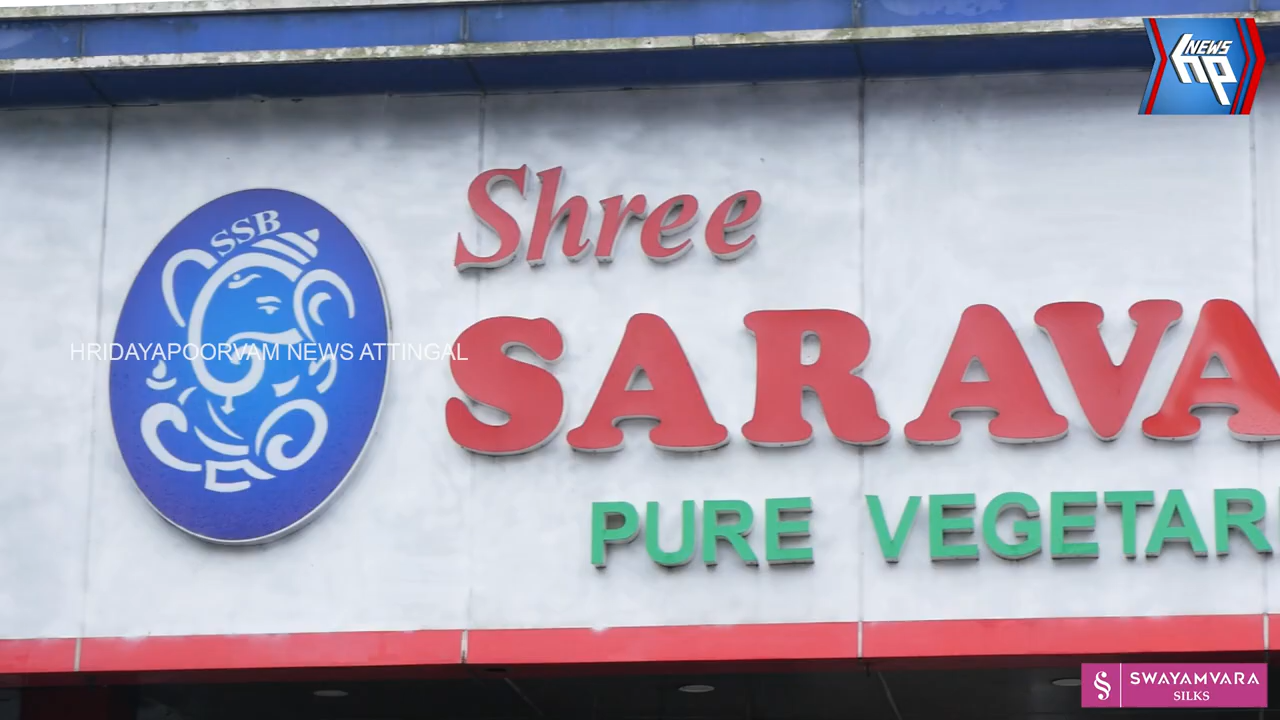 NEWS
hp
SSB
Shree
HRIDAYAPOORVAM NEWS ATTINGAL
SARAVA
PURE VEGETAR
SWAYAMVARA
SILKS